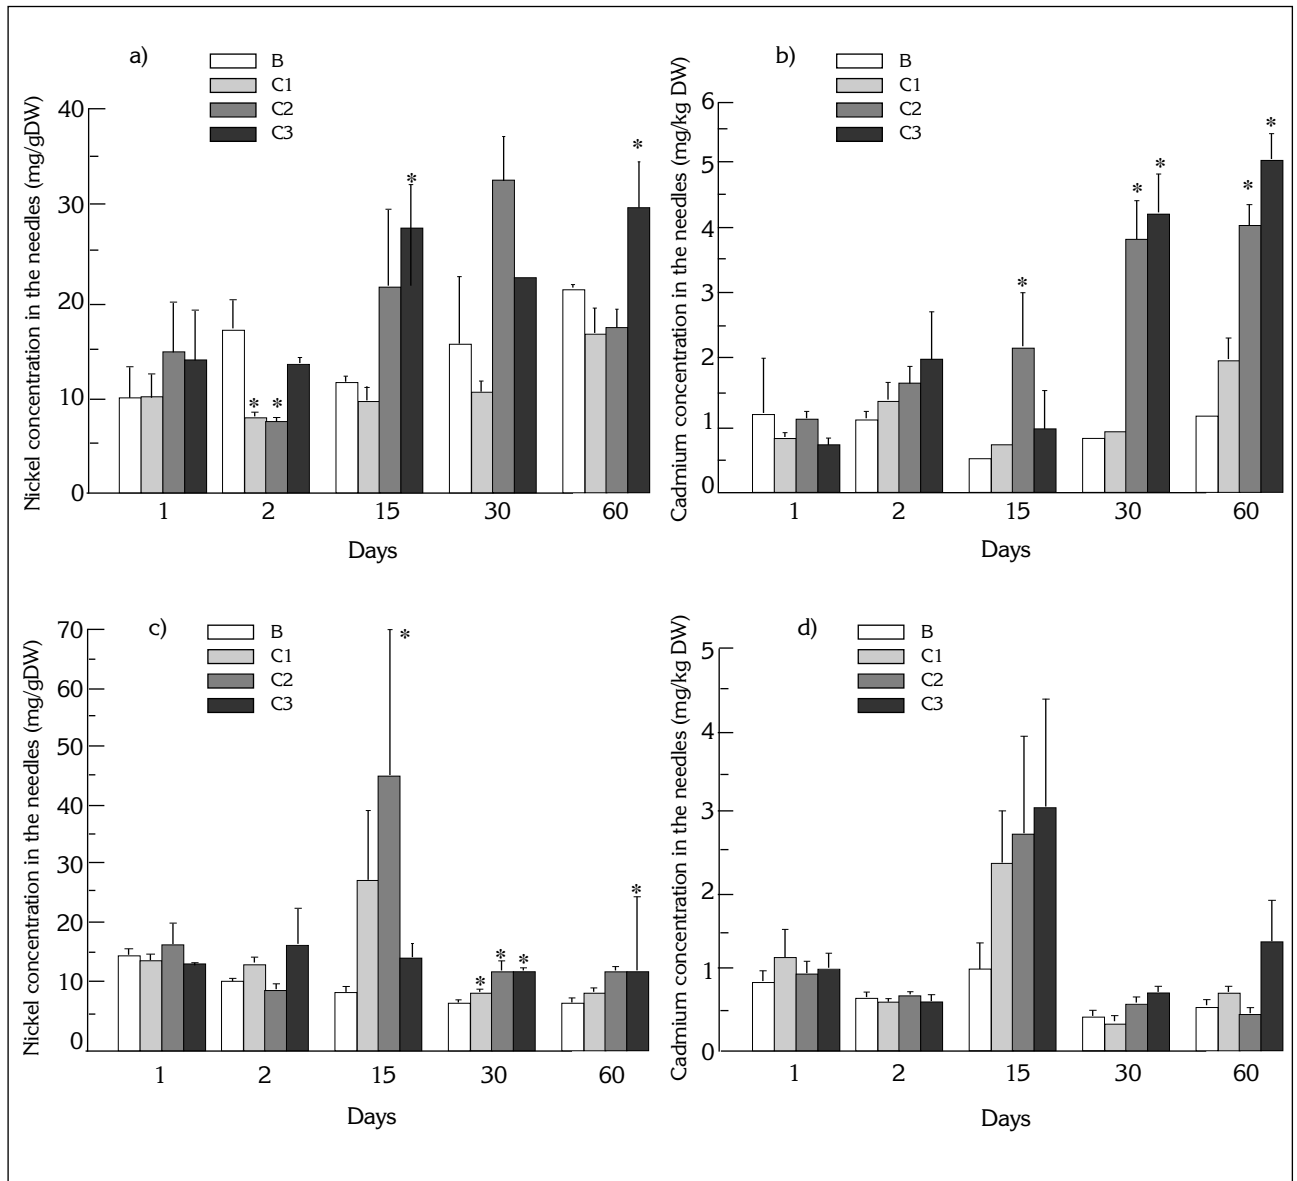 a)
B
C1
C2
C3
Nickel concentration in the needles (mg/gDW)
40
30
20
10
0
*
*
*
*
1 2 15 30 60
Days
b)
B
C1
C2
C3
Cadmium concentration in the needles (mg/kg DW)
6
5
4
3
2
1
0
*
*
*
*
*
1 2 15 30 60
Days
c)
B
C1
C2
C3
Nickel concentration in the needles (mg/gDW)
70
60
50
40
30
20
10
0
*
*
*
*
*
1 2 15 30 60
Days
d)
B
C1
C2
C3
Cadmium concentration in the needles (mg/kg DW)
5
4
3
2
1
0
1 2 15 30 60
Days